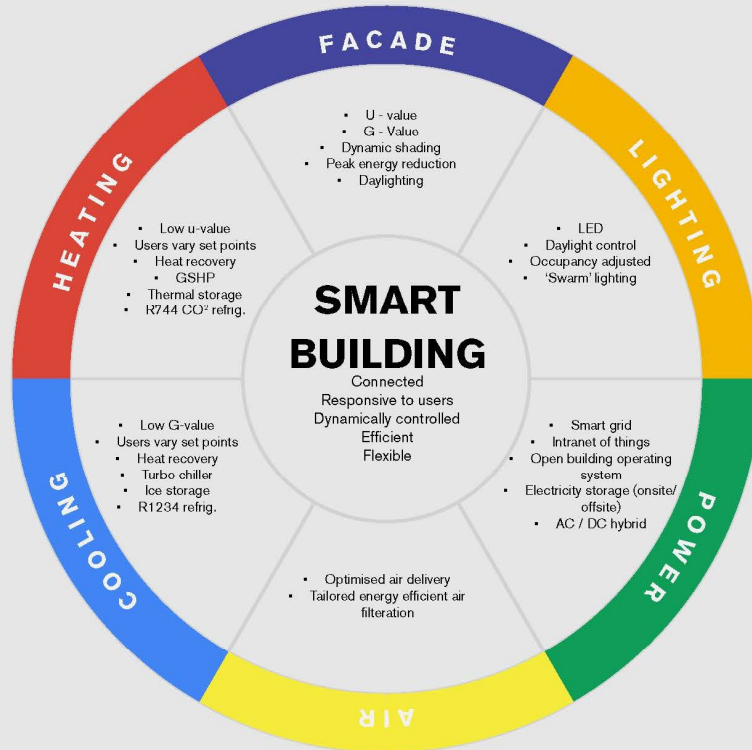 FACADE
▪ U - value
▪ G - Value
▪ Dynamic shading
▪ Peak energy reduction
▪ Daylighting
LIGHTING
▪ LED
▪ Daylight control
▪ Occupancy adjusted
▪ ‘Swarm’ lighting
POWER
▪ Smart grid
▪ Intranet of things
▪ Open building operating
system
▪ Electricity storage (onsite/
offsite)
▪ AC / DC hybrid
AIR
▪ Optimised air delivery
▪ Tailored energy efficient air
filteration
COOLING
▪ Low G-value
▪ Users vary set points
▪ Heat recovery
▪ Turbo chiller
▪ Ice storage
▪ R1234 refrig.
HEATING
▪ Low u-value
▪ Users vary set points
▪ Heat recovery
▪ GSHP
▪ Thermal storage
▪ R744 CO² refrig.
SMART
BUILDING
Connected
Responsive to users
Dynamically controlled
Efficient
Flexible